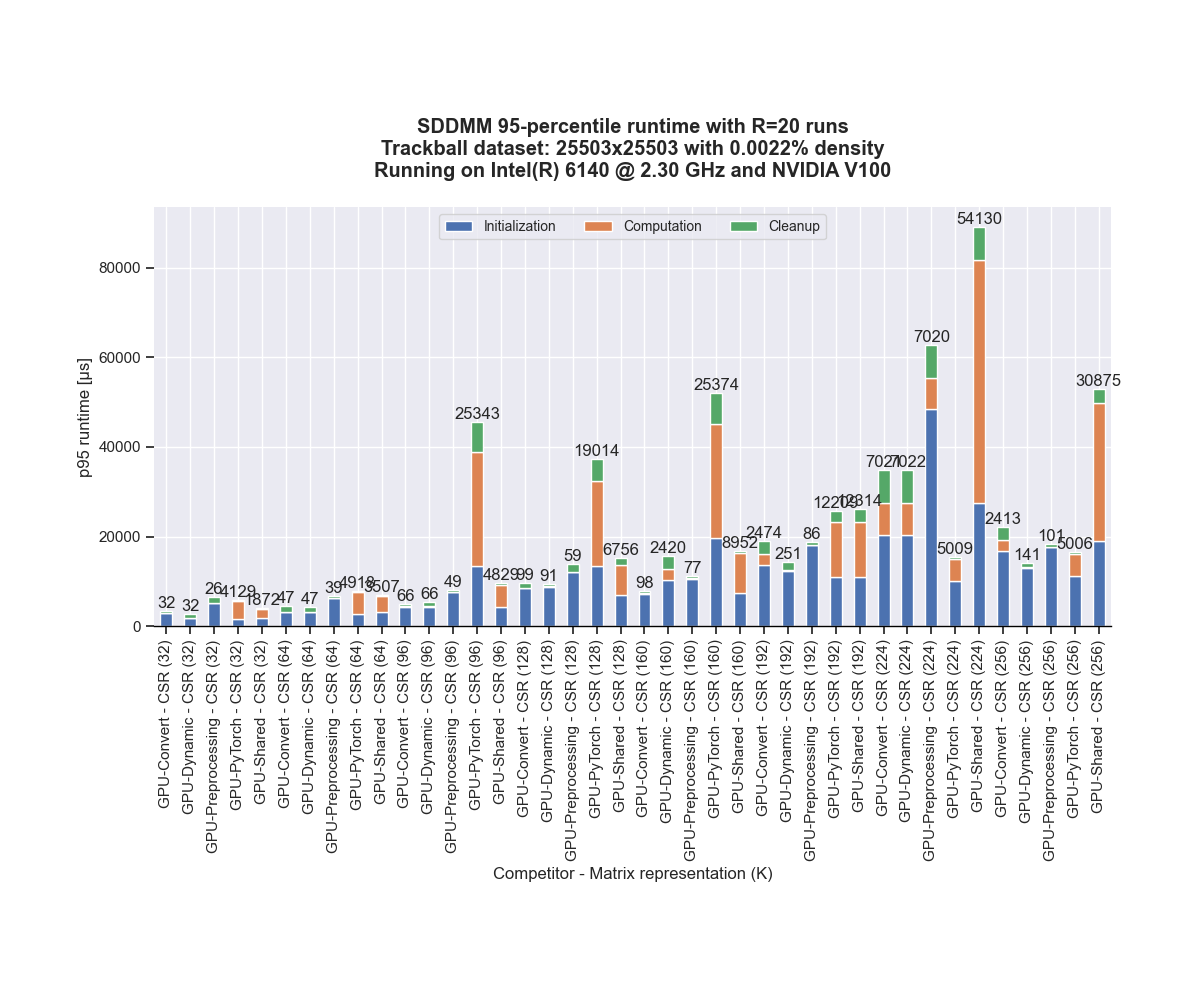 SDDMM 95-percentile runtime with R=20 runs
Trackball dataset: 25503x25503 with 0.0022% density
Running on Intel(R) 6140 @ 2.30 GHz and NVIDIA V100
Initialization Computation Cleanup
p95 runtime [µs]
80000
60000
40000
20000
0
32
32
26
4129
1872
47
47
39
4918
3507
66
66
49
25343
4829
99
91
59
19014
6756
98
2420
77
25374
8952
2474
251
86
12209
12314
7021
7022
7020
5009
54130
2413
141
101
5006
30875
GPU-Convert - CSR (32)
GPU-Dynamic - CSR (32)
GPU-Preprocessing - CSR (32)
GPU-PyTorch - CSR (32)
GPU-Shared - CSR (32)
GPU-Convert - CSR (64)
GPU-Dynamic - CSR (64)
GPU-Preprocessing - CSR (64)
GPU-PyTorch - CSR (64)
GPU-Shared - CSR (64)
GPU-Convert - CSR (96)
GPU-Dynamic - CSR (96)
GPU-Preprocessing - CSR (96)
GPU-PyTorch - CSR (96)
GPU-Shared - CSR (96)
GPU-Convert - CSR (128)
GPU-Dynamic - CSR (128)
GPU-Preprocessing - CSR (128)
GPU-PyTorch - CSR (128)
GPU-Shared - CSR (128)
GPU-Convert - CSR (160)
GPU-Dynamic - CSR (160)
GPU-Preprocessing - CSR (160)
GPU-PyTorch - CSR (160)
GPU-Shared - CSR (160)
GPU-Convert - CSR (192)
GPU-Dynamic - CSR (192)
GPU-Preprocessing - CSR (192)
GPU-PyTorch - CSR (192)
GPU-Shared - CSR (192)
GPU-Convert - CSR (224)
GPU-Dynamic - CSR (224)
GPU-Preprocessing - CSR (224)
GPU-PyTorch - CSR (224)
GPU-Shared - CSR (224)
GPU-Convert - CSR (256)
GPU-Dynamic - CSR (256)
GPU-Preprocessing - CSR (256)
GPU-PyTorch - CSR (256)
GPU-Shared - CSR (256)
Competitor - Matrix representation (K)